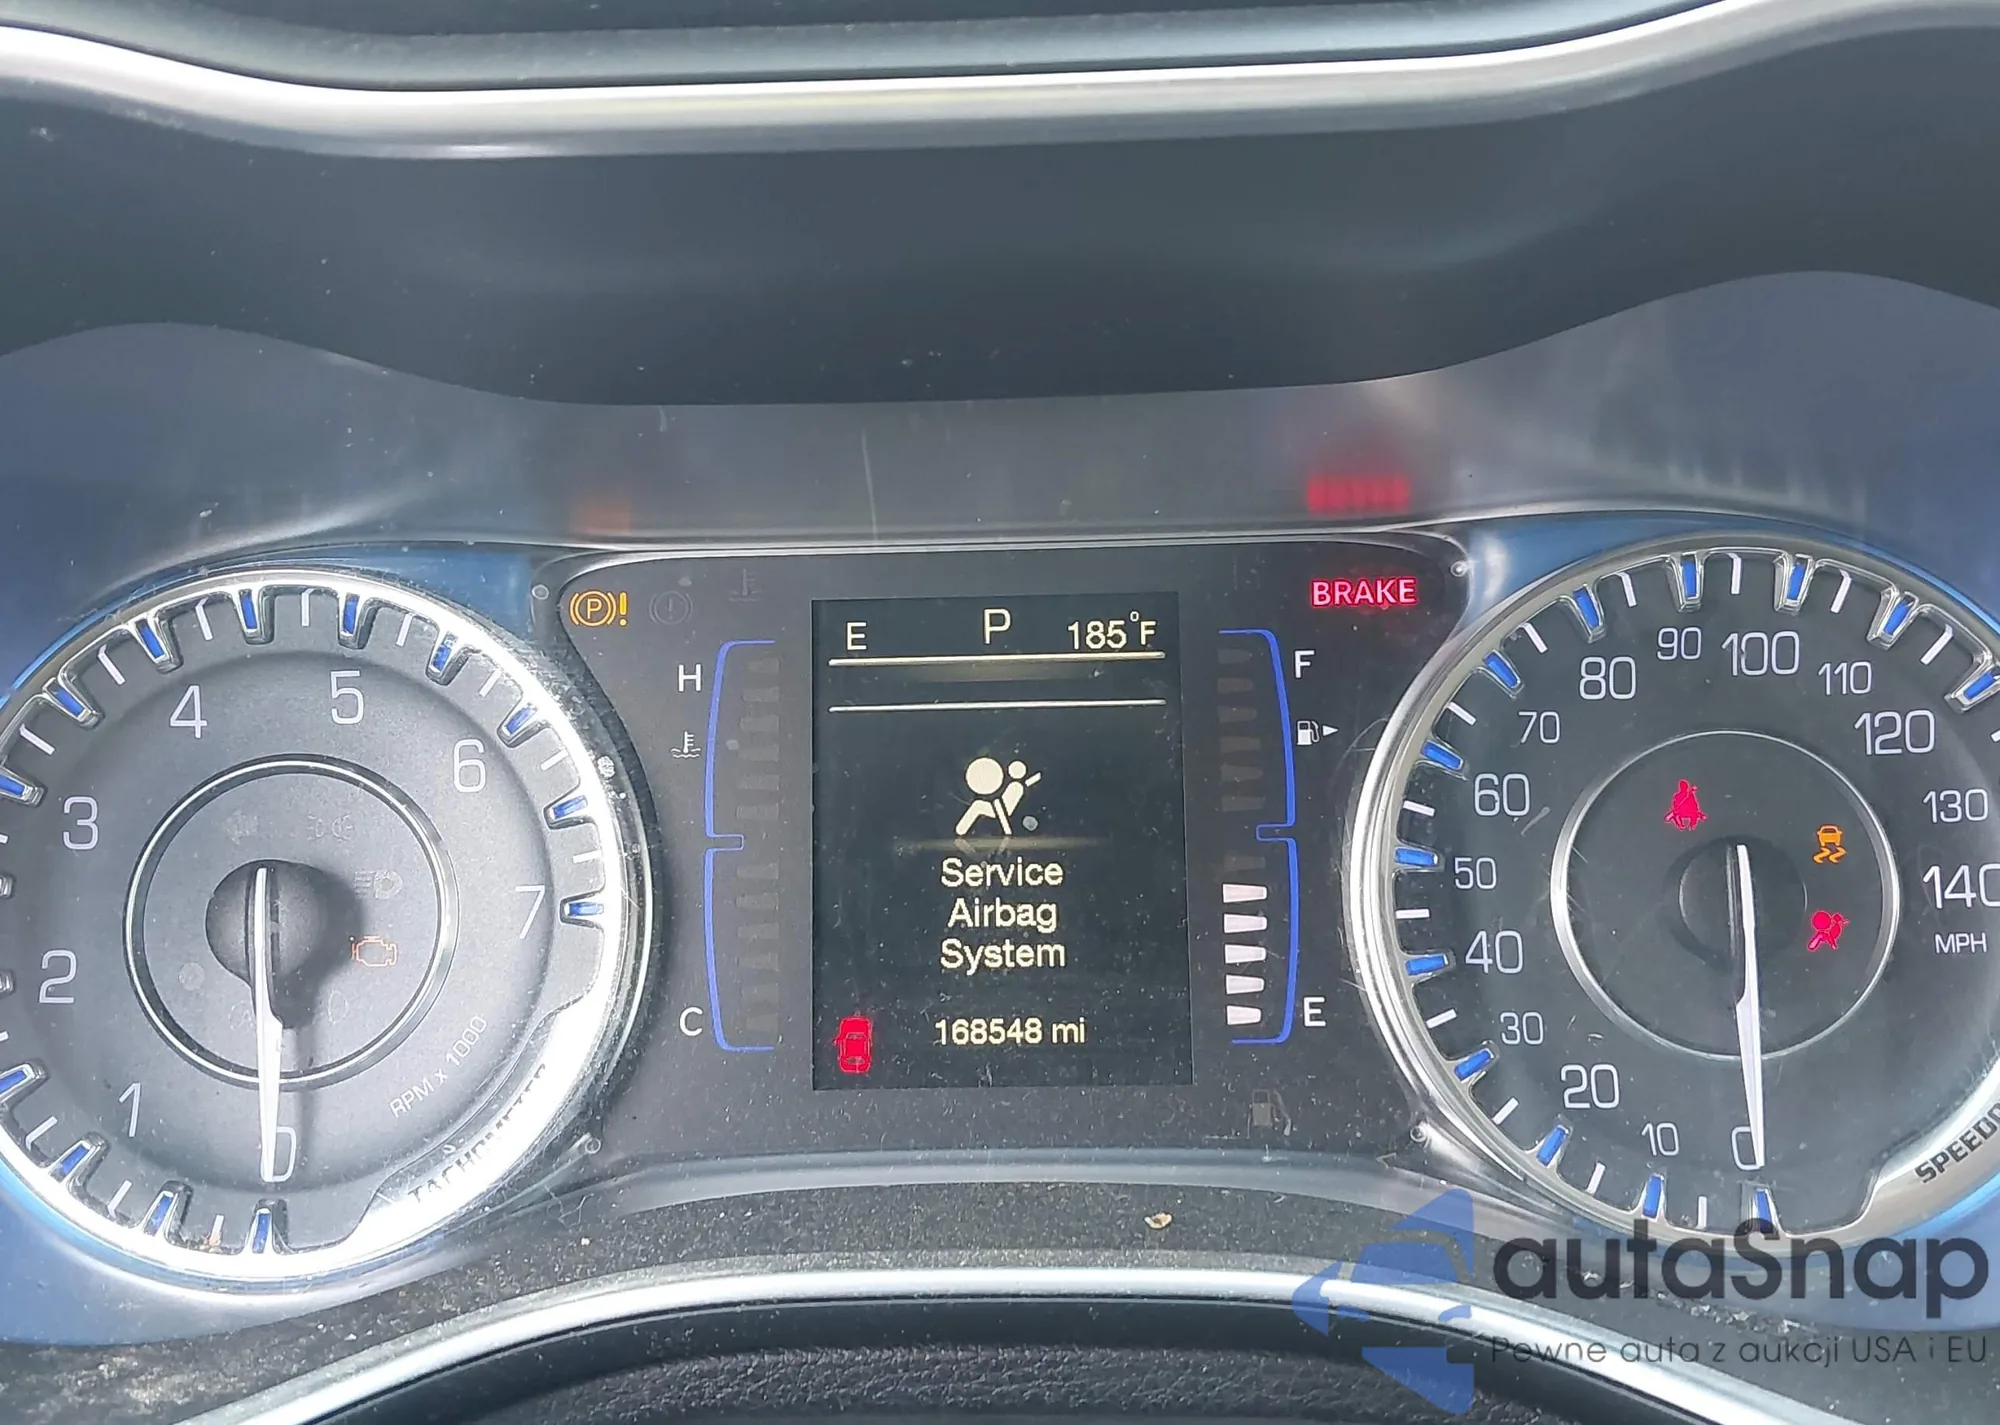 BRAKE
E P 185°F
H
F
Service
Airbag
System
C
E
168548 mi
0
1
2
3
4
5
6
7
RPM x 1000
TACHOMETER
0
10
20
30
40
50
60
70
80
90
100
110
120
130
140
MPH
autaSnap
Pewne auta z aukcji USA i EU